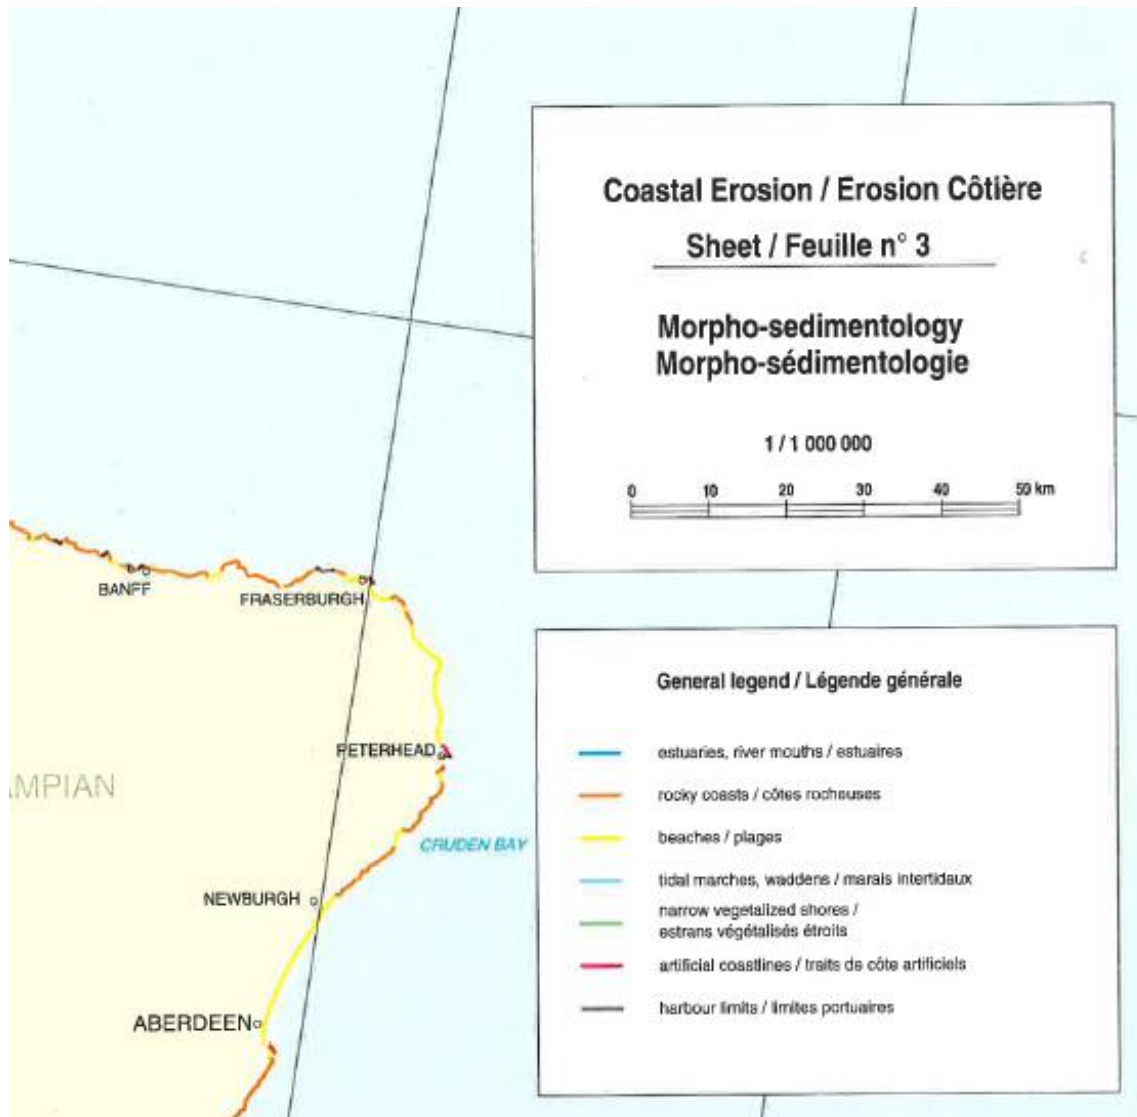 Coastal Erosion / Erosion Côtière
Sheet / Feuille n° 3
Morpho-sedimentology
Morpho-sédimentologie
1 / 1 000 000
0 10 20 30 40 50 km
BANFF
FRASERBURGH
PETERHEAD
AMPIAN
CRUDEN BAY
NEWBURGH
ABERDEEN
General legend / Légende générale
estuaries, river mouths / estuaires
rocky coasts / côtes rocheuses
beaches / plages
tidal marches, waddens / marais intertidaux
narrow vegetalized shores /
estrans végétalisés étroits
artificial coastlines / traits de côte artificiels
harbour limits / limites portuaires